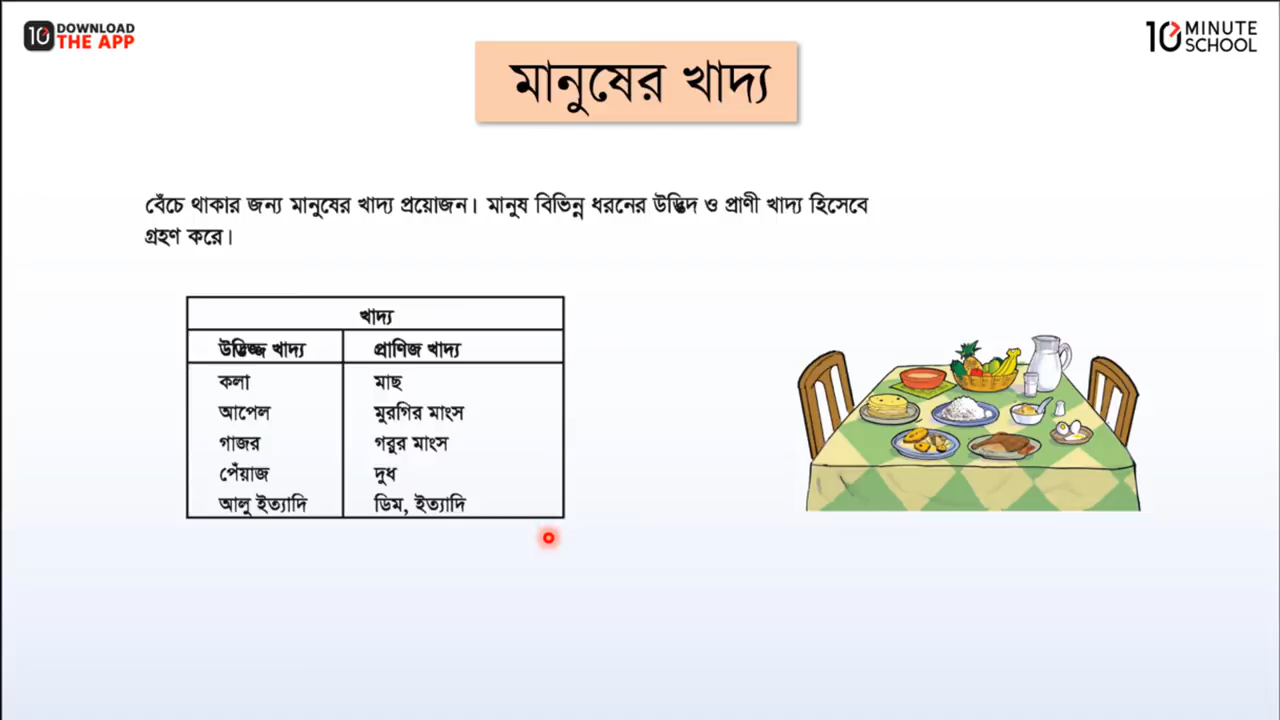 DOWNLOAD
THE APP
10 MINUTE
SCHOOL
মানুষের খাদ্য
বেঁচে থাকার জন্য মানুষের খাদ্য প্রয়োজন। মানুষ বিভিন্ন ধরনের উদ্ভিদ ও প্রাণী খাদ্য হিসেবে
গ্রহণ করে।
খাদ্য
উদ্ভিজ্জ খাদ্য প্রাণিজ খাদ্য
কলা মাছ
আপেল মুরগির মাংস
গাজর গরুর মাংস
পেঁয়াজ দুধ
আলু ইত্যাদি ডিম, ইত্যাদি